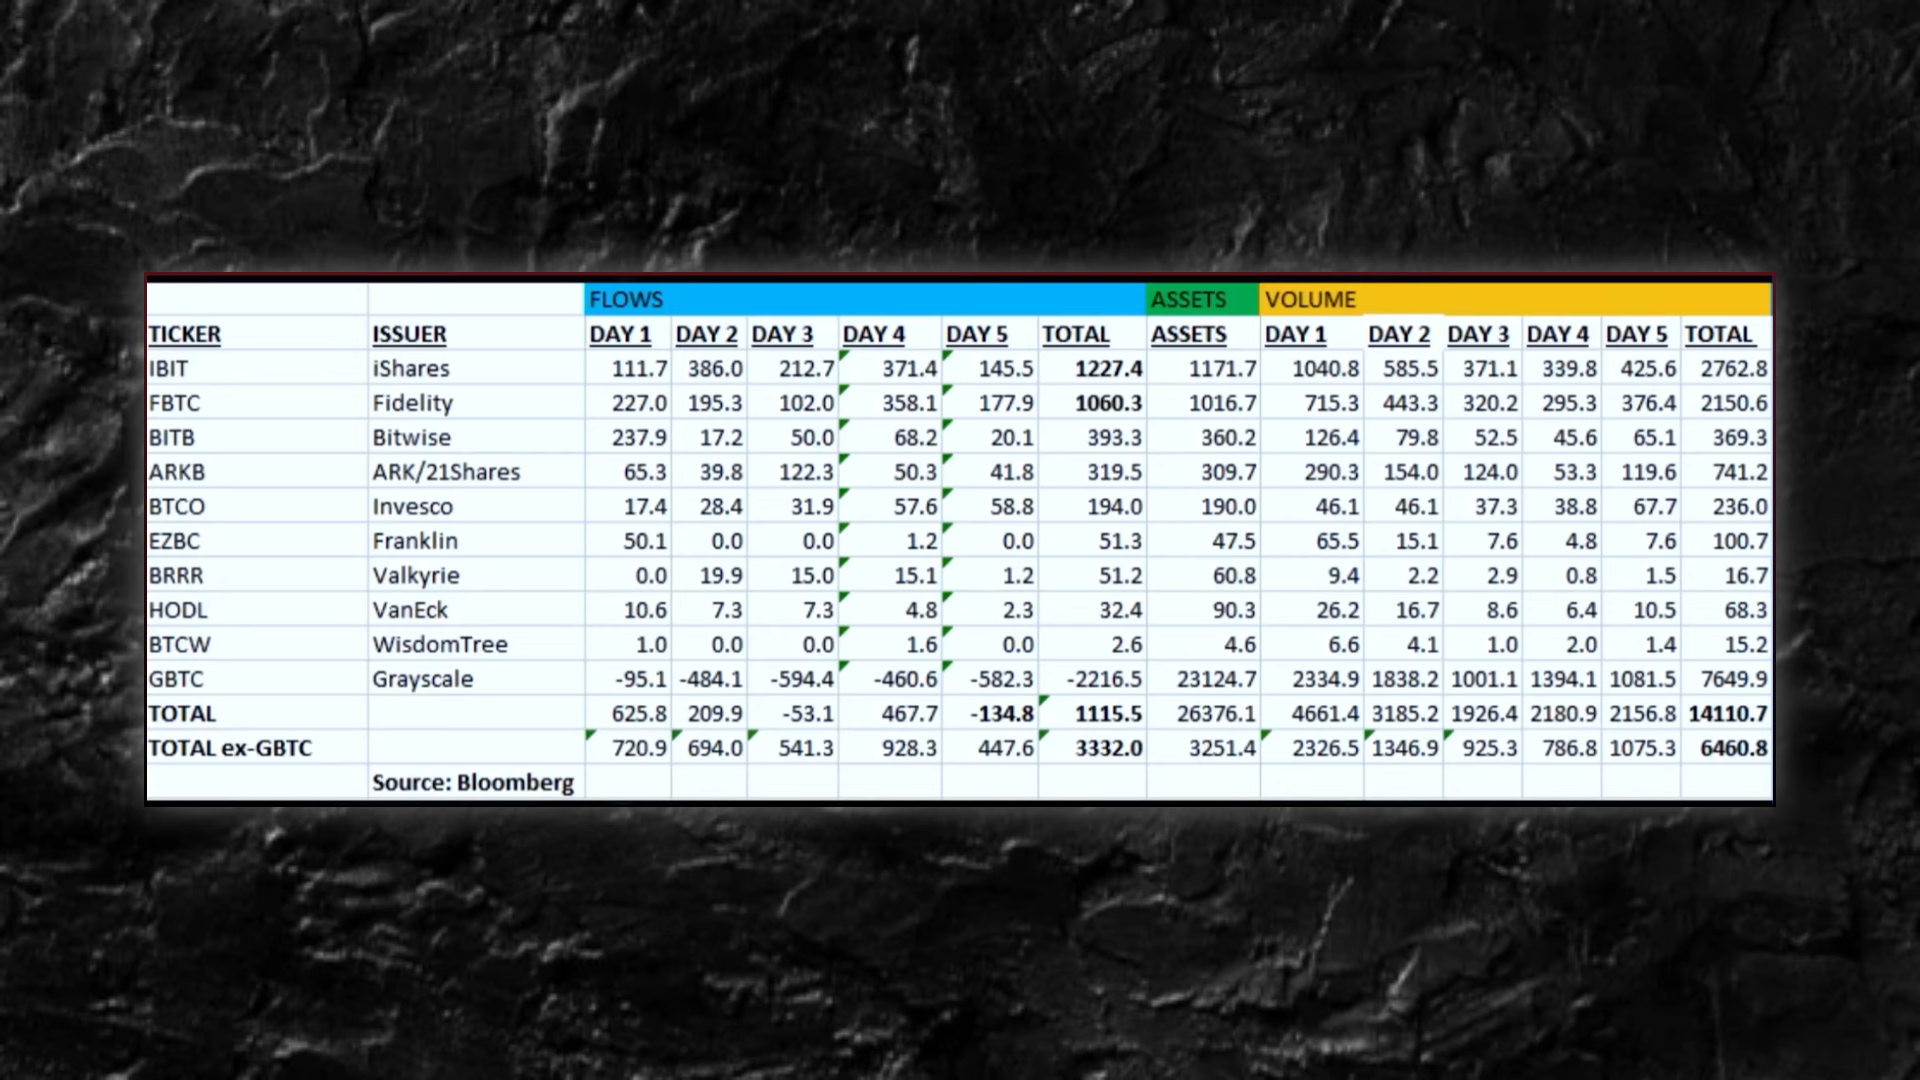 FLOWS ASSETS VOLUME
TICKER ISSUER DAY 1 DAY 2 DAY 3 DAY 4 DAY 5 TOTAL ASSETS DAY 1 DAY 2 DAY 3 DAY 4 DAY 5 TOTAL
IBIT iShares 111.7 386.0 212.7 371.4 145.5 1227.4 1171.7 1040.8 585.5 371.1 339.8 425.6 2762.8
FBTC Fidelity 227.0 195.3 102.0 358.1 177.9 1060.3 1016.7 715.3 443.3 320.2 295.3 376.4 2150.6
BITB Bitwise 237.9 17.2 50.0 68.2 20.1 393.3 360.2 126.4 79.8 52.5 45.6 65.1 369.3
ARKB ARK/21Shares 65.3 39.8 122.3 50.3 41.8 319.5 309.7 290.3 154.0 124.0 53.3 119.6 741.2
BTCO Invesco 17.4 28.4 31.9 57.6 58.8 194.0 190.0 46.1 46.1 37.3 38.8 67.7 236.0
EZBC Franklin 50.1 0.0 0.0 1.2 0.0 51.3 47.5 65.5 15.1 7.6 4.8 7.6 100.7
BRRR Valkyrie 0.0 19.9 15.0 15.1 1.2 51.2 60.8 9.4 2.2 2.9 0.8 1.5 16.7
HODL VanEck 10.6 7.3 7.3 4.8 2.3 32.4 90.3 26.2 16.7 8.6 6.4 10.5 68.3
BTCW WisdomTree 1.0 0.0 0.0 1.6 0.0 2.6 4.6 6.6 4.1 1.0 2.0 1.4 15.2
GBTC Grayscale -95.1 -484.1 -594.4 -460.6 -582.3 -2216.5 23124.7 2334.9 1838.2 1001.1 1394.1 1081.5 7649.9
TOTAL 625.8 209.9 -53.1 467.7 -134.8 1115.5 26376.1 4661.4 3185.2 1926.4 2180.9 2156.8 14110.7
TOTAL ex-GBTC 720.9 694.0 541.3 928.3 447.6 3332.0 3251.4 2326.5 1346.9 925.3 786.8 1075.3 6460.8
Source: Bloomberg